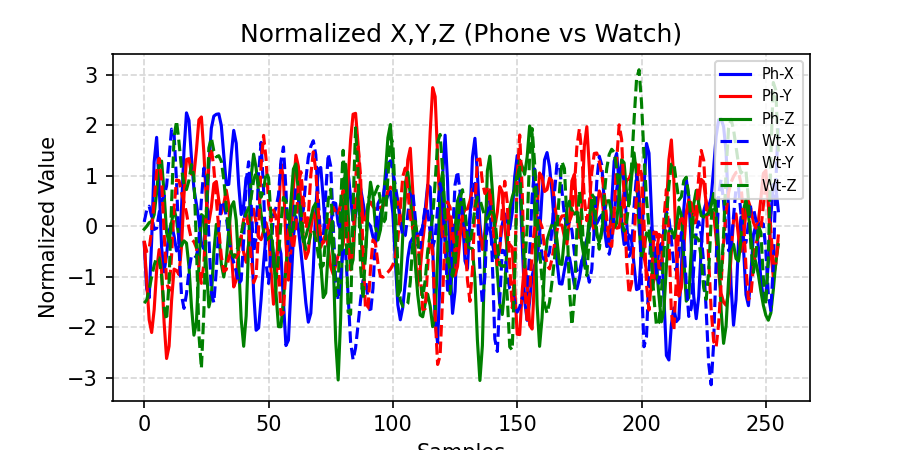 Normalized X,Y,Z (Phone vs Watch)
Normalized Value
3
2
1
0
−1
−2
−3
Ph-X
Ph-Y
Ph-Z
Wt-X
Wt-Y
Wt-Z
0 50 100 150 200 250
Samples